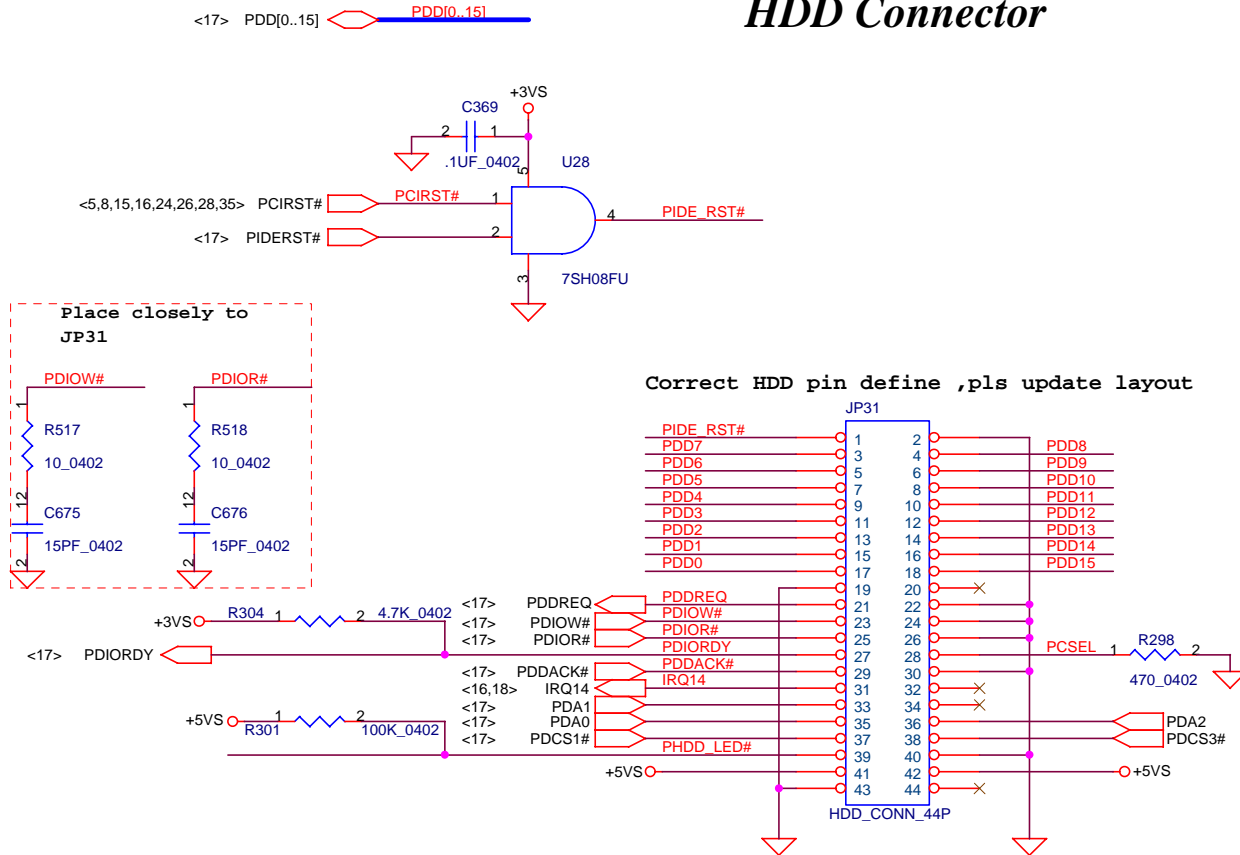 HDD Connector
<17> PDD[0..15] PDD[0..15]
+3VS
C369
2 1
.1UF_0402
5
U28
<5,8,15,16,24,26,28,35> PCIRST# PCIRST# 1
4 PIDE_RST#
<17> PIDERST# 2
3
7SH08FU
Place closely to
JP31
PDIOW# PDIOR#
1 1
R517 R518
10_0402 10_0402
12 12
C675 C676
15PF_0402 15PF_0402
2 2
Correct HDD pin define ,pls update layout
JP31
PIDE_RST# 1 2
PDD7 3 4 PDD8
PDD6 5 6 PDD9
PDD5 7 8 PDD10
PDD4 9 10 PDD11
PDD3 11 12 PDD12
PDD2 13 14 PDD13
PDD1 15 16 PDD14
PDD0 17 18 PDD15
19 20
<17> PDDREQ PDDREQ 21 22
+3VS R304 1 2 4.7K_0402
<17> PDIOW# PDIOW# 23 24
<17> PDIOR# PDIOR# 25 26
<17> PDIORDY PDIORDY 27 28 PCSEL 1 R298 2
470_0402
<17> PDDACK# PDDACK# 29 30
<16,18> IRQ14 IRQ14 31 32
<17> PDA1 33 34
+5VS R301 1 2 100K_0402
<17> PDA0 35 36 PDA2
<17> PDCS1# 37 38 PDCS3#
PHDD_LED# 39 40
+5VS 41 42 +5VS
43 44
HDD_CONN_44P